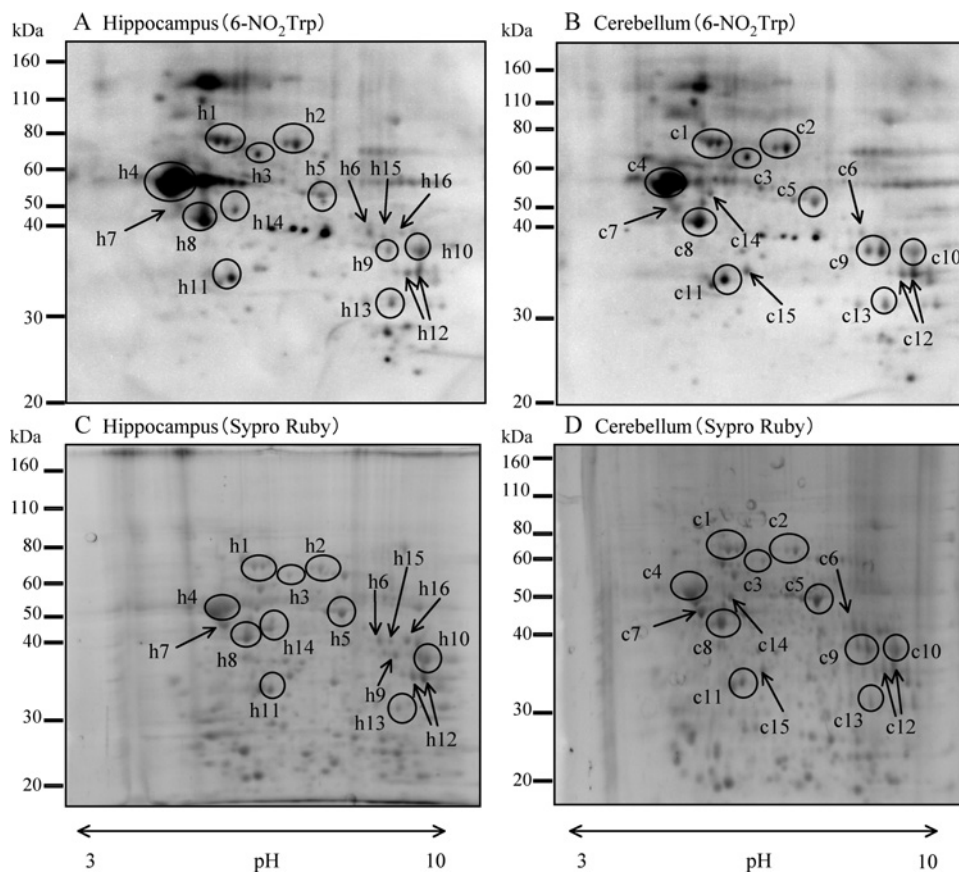 A Hippocampus (6-NO2Trp)
kDa
160
110
80
60
50
40
30
20
h1
h2
h3
h4
h5
h6
h15
h16
h7
h8
h14
h9
h10
h11
h12
h13
B Cerebellum (6-NO2Trp)
kDa
160
110
80
60
50
40
30
20
c1
c2
c3
c4
c5
c6
c7
c8
c14
c9
c10
c11
c15
c13
c12
C Hippocampus (Sypro Ruby)
kDa
160
110
80
60
50
40
30
20
h1
h2
h3
h15
h6
h16
h4
h5
h7
h8
h14
h10
h9
h11
h13
h12
D Cerebellum (Sypro Ruby)
kDa
160
110
80
60
50
40
30
20
c1
c2
c3
c6
c4
c5
c7
c8
c14
c9
c10
c11
c15
c13
c12
3 pH 10
3 pH 10